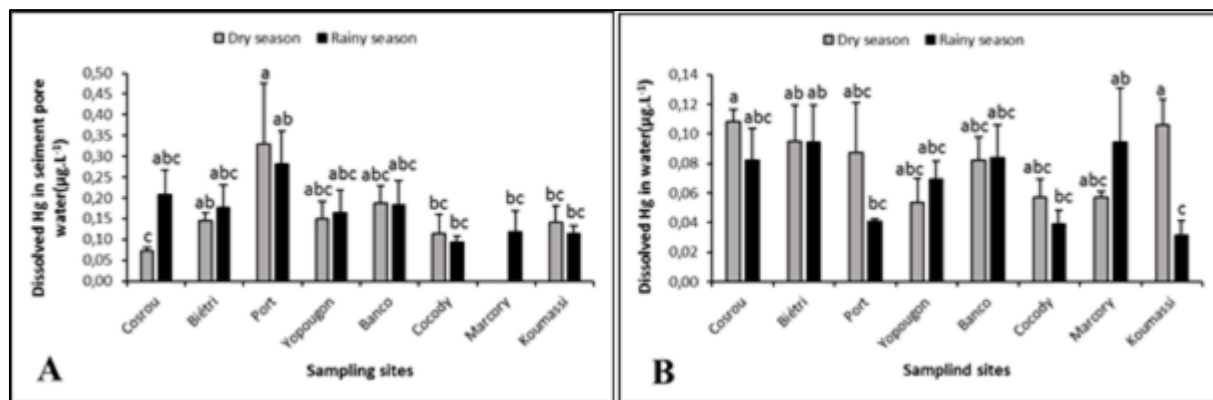 Dry season Rainy season
Dissolved Hg in seiment pore
water(µg.L⁻¹)
0,50
0,45
0,40
0,35
0,30
0,25
0,20
0,15
0,10
0,05
0,00
c abc
ab abc
a ab
abc abc
abc abc
bc bc
bc
bc bc
Cosrou
Biétri
Port
Yopougon
Banco
Cocody
Marcory
Koumassi
A
Sampling sites
Dry season Rainy season
Dissolved Hg in water(µg.L⁻¹)
0,14
0,12
0,10
0,08
0,06
0,04
0,02
0,00
a abc
ab ab
abc bc
abc abc
abc abc
abc bc
abc ab
a c
Cosrou
Biétri
Port
Yopougon
Banco
Cocody
Marcory
Koumassi
B
Samplind sites